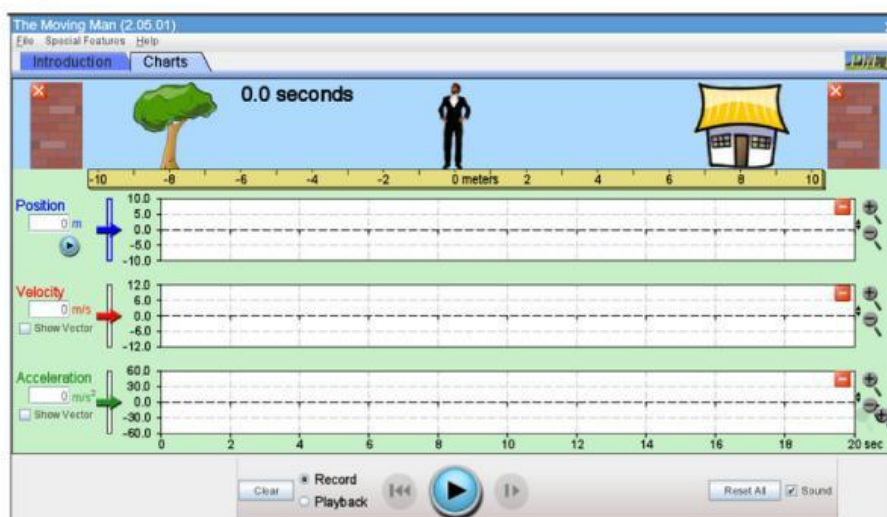 The Moving Man (2.05.01)
File Special Features Help
Introduction Charts
0.0 seconds
-10 -8 -6 -4 -2 0 meters 2 4 6 8 10
Position
0 m
10.0
5.0
0.0
-5.0
-10.0
Velocity
0 m/s
Show Vector
12.0
6.0
0.0
-6.0
-12.0
Acceleration
0 m/s²
Show Vector
60.0
30.0
0.0
-30.0
-60.0
0 2 4 6 8 10 12 14 16 18 20 sec
Clear
Record
Playback
Reset All Sound